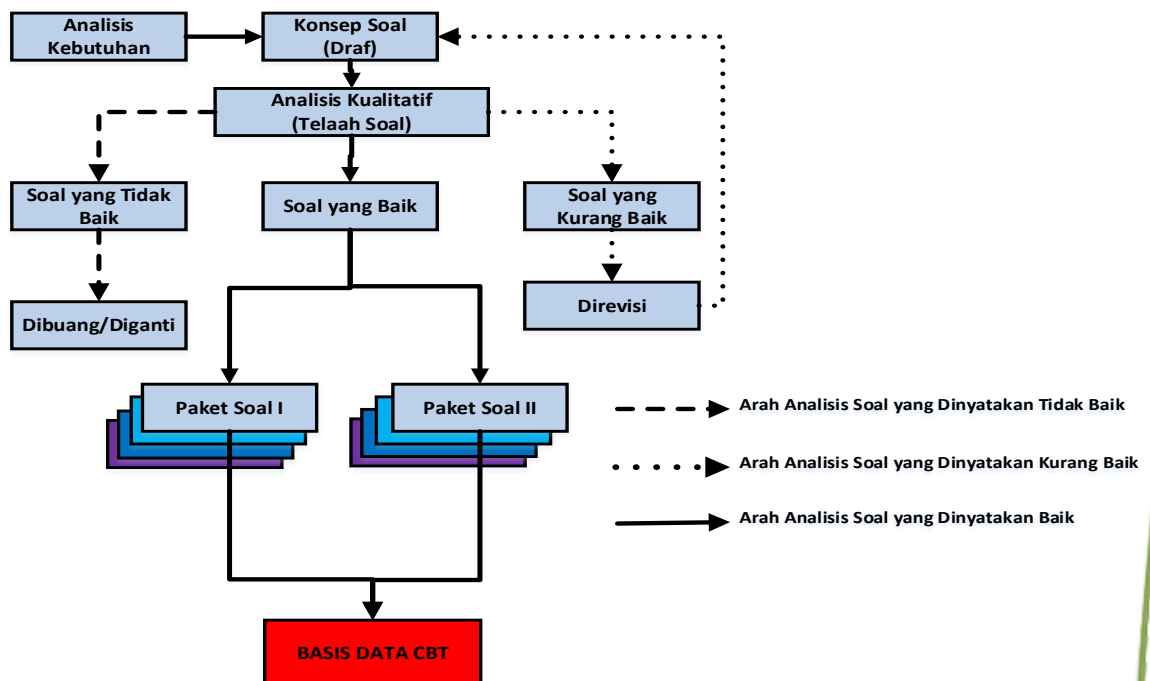 Analisis
Kebutuhan
Konsep Soal
(Draf)
Analisis Kualitatif
(Telaah Soal)
Soal yang Tidak
Baik
Soal yang Baik
Soal yang
Kurang Baik
Dibuang/Diganti
Direvisi
Paket Soal I
Paket Soal II
Arah Analisis Soal yang Dinyatakan Tidak Baik
Arah Analisis Soal yang Dinyatakan Kurang Baik
Arah Analisis Soal yang Dinyatakan Baik
BASIS DATA CBT